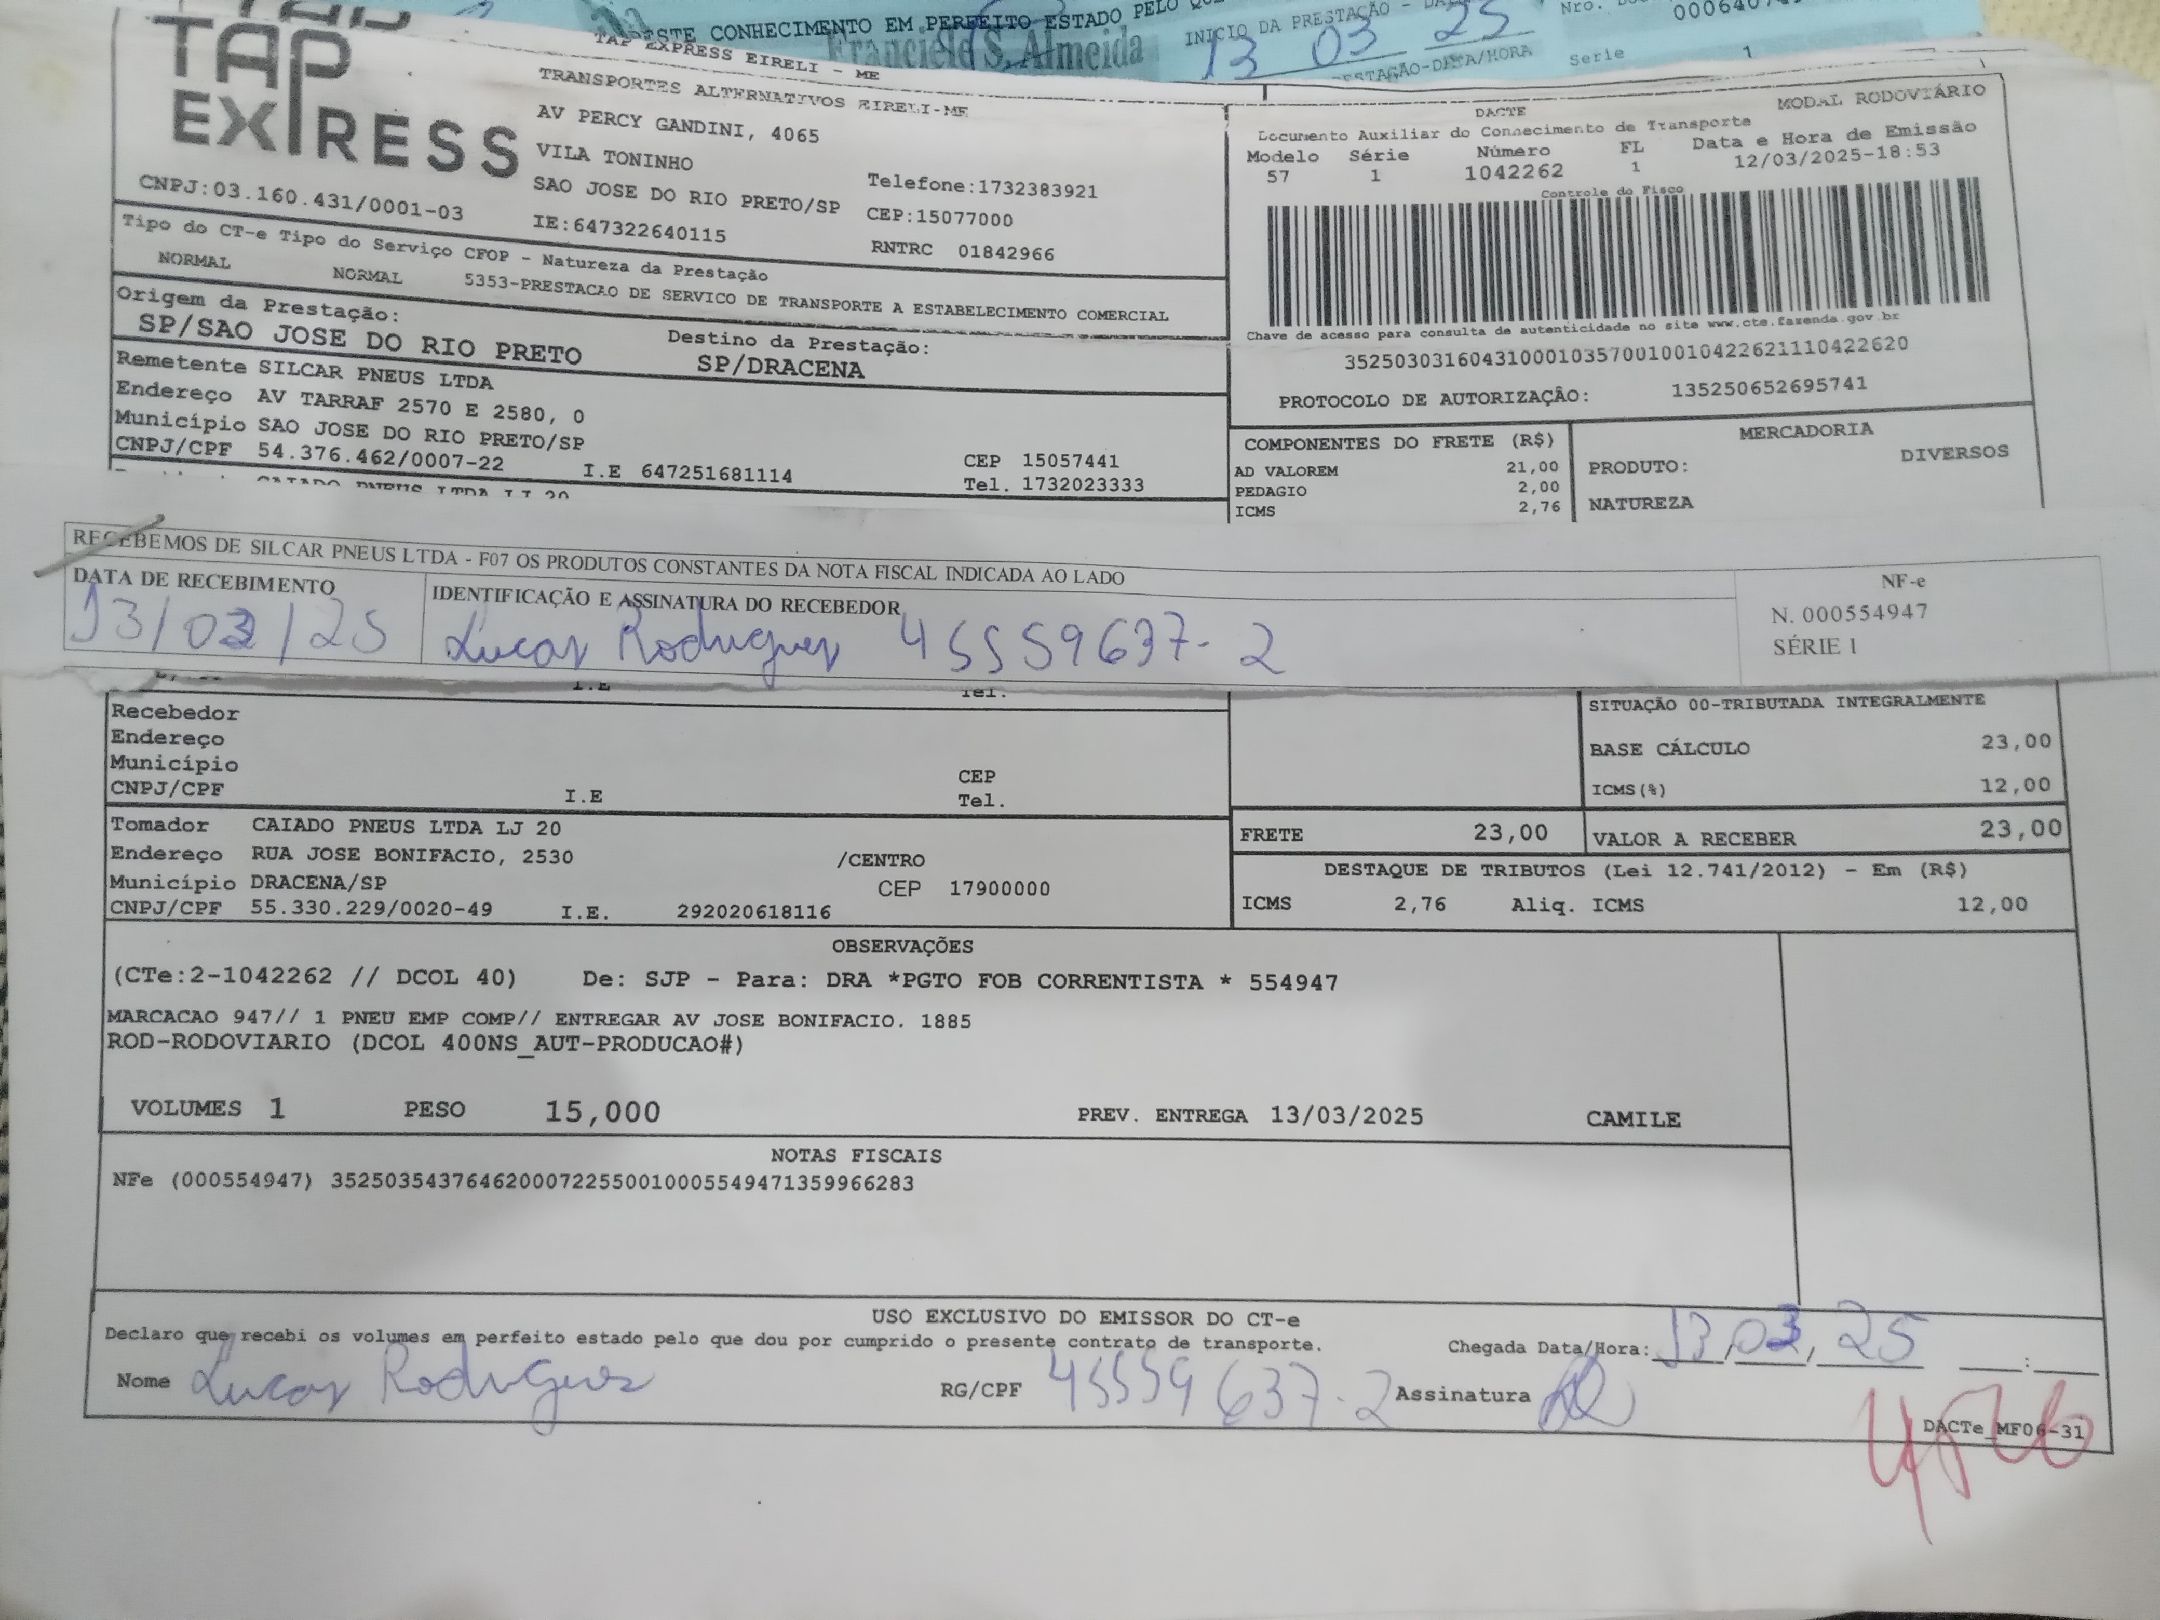 ESTE CONHECIMENTO EM PERFEITO ESTADO PELO
Franciele S. Almeida
INICIO DA PRESTAÇÃO -
13 03 25
Serie 1
TAP EXPRESS
TAP EXPRESS EIRELI - ME
TRANSPORTES ALTERNATIVOS EIRELI-ME
AV PERCY GANDINI, 4065
VILA TONINHO
SAO JOSE DO RIO PRETO/SP
IE:647322640115
Telefone:1732383921
CEP:15077000
RNTRC 01842966
CNPJ:03.160.431/0001-03
DACTE
MODAL RODOVIÁRIO
Documento Auxiliar do Conhecimento de Transporte
Modelo Série Número FL Data e Hora de Emissão
57 1 1042262 1 12/03/2025-18:53
Controle do Fisco
Chave de acesso para consulta de autenticidade no site www.cte.fazenda.gov.br
35250303160431000103570010010422621110422620
PROTOCOLO DE AUTORIZAÇÃO: 135250652695741
Tipo do CT-e Tipo do Serviço CFOP - Natureza da Prestação
NORMAL NORMAL 5353-PRESTACAO DE SERVICO DE TRANSPORTE A ESTABELECIMENTO COMERCIAL
Origem da Prestação: Destino da Prestação:
SP/SAO JOSE DO RIO PRETO SP/DRACENA
Remetente SILCAR PNEUS LTDA
Endereço AV TARRAF 2570 E 2580, 0
Município SAO JOSE DO RIO PRETO/SP CEP 15057441
CNPJ/CPF 54.376.462/0007-22 I.E 647251681114 Tel. 1732023333
CAIADO PNEUS LTDA LJ 20
COMPONENTES DO FRETE (R$)
AD VALOREM 21,00
PEDAGIO 2,00
ICMS 2,76
MERCADORIA
PRODUTO: DIVERSOS
NATUREZA
RECEBEMOS DE SILCAR PNEUS LTDA - F07 OS PRODUTOS CONSTANTES DA NOTA FISCAL INDICADA AO LADO
DATA DE RECEBIMENTO
13/03/25
IDENTIFICAÇÃO E ASSINATURA DO RECEBEDOR
Lucas Rodrigues 45559637-2
NF-e
N. 000554947
SÉRIE 1
I.E Tel.
Recebedor
Endereço
Município CEP
CNPJ/CPF I.E Tel.
SITUAÇÃO 00-TRIBUTADA INTEGRALMENTE
BASE CÁLCULO 23,00
ICMS(%) 12,00
Tomador CAIADO PNEUS LTDA LJ 20
Endereço RUA JOSE BONIFACIO, 2530 /CENTRO
Município DRACENA/SP CEP 17900000
CNPJ/CPF 55.330.229/0020-49 I.E. 292020618116
FRETE 23,00 VALOR A RECEBER 23,00
DESTAQUE DE TRIBUTOS (Lei 12.741/2012) - Em (R$)
ICMS 2,76 Aliq. ICMS 12,00
OBSERVAÇÕES
(CTe:2-1042262 // DCOL 40) De: SJP - Para: DRA *PGTO FOB CORRENTISTA * 554947
MARCACAO 947// 1 PNEU EMP COMP// ENTREGAR AV JOSE BONIFACIO. 1885
ROD-RODOVIARIO (DCOL 400NS_AUT-PRODUCAO#)
VOLUMES 1 PESO 15,000 PREV. ENTREGA 13/03/2025 CAMILE
NOTAS FISCAIS
NFe (000554947) 35250354376462000722550010005549471359966283
USO EXCLUSIVO DO EMISSOR DO CT-e
Declaro que recebi os volumes em perfeito estado pelo que dou por cumprido o presente contrato de transporte. Chegada Data/Hora: 13,03,25 :
Nome Lucas Rodrigues RG/CPF 45559637-2 Assinatura
DACTe_MF06-31